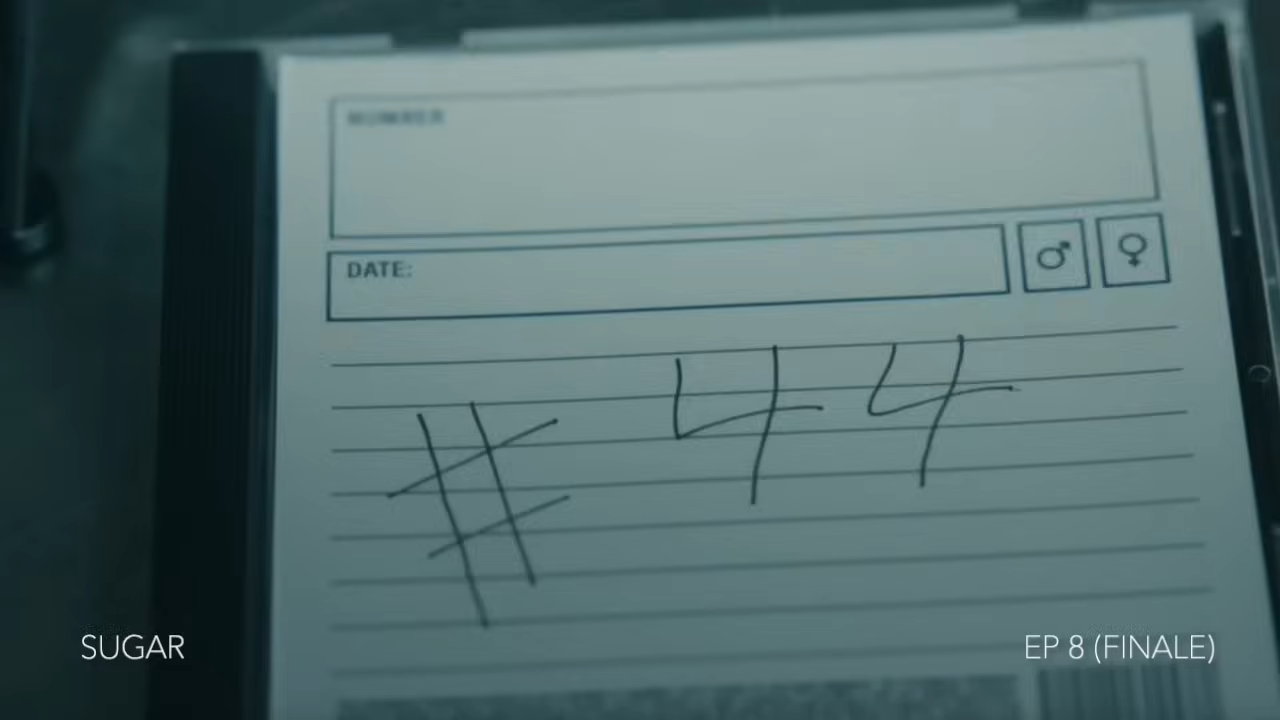 NUMBER
DATE: ♂ ♀
# 44
SUGAR
EP 8 (FINALE)